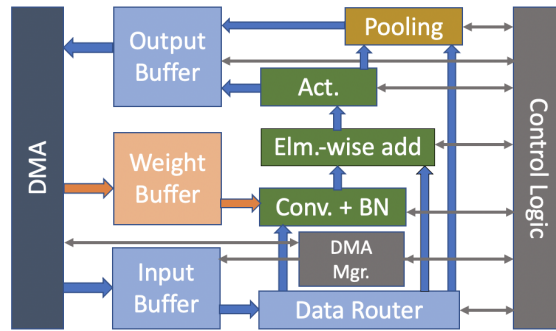 DMA
Output
Buffer
Pooling
Act.
Elm.-wise add
Weight
Buffer
Conv. + BN
DMA
Mgr.
Input
Buffer
Data Router
Control Logic